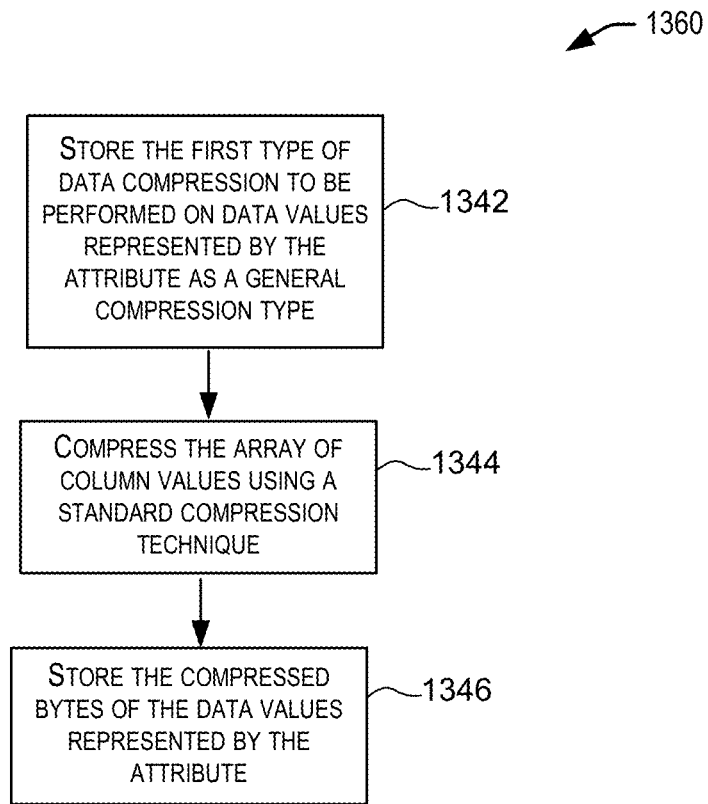 1360
STORE THE FIRST TYPE OF
DATA COMPRESSION TO BE
PERFORMED ON DATA VALUES
REPRESENTED BY THE
ATTRIBUTE AS A GENERAL
COMPRESSION TYPE
1342
COMPRESS THE ARRAY OF
COLUMN VALUES USING A
STANDARD COMPRESSION
TECHNIQUE
1344
STORE THE COMPRESSED
BYTES OF THE DATA VALUES
REPRESENTED BY THE
ATTRIBUTE
1346